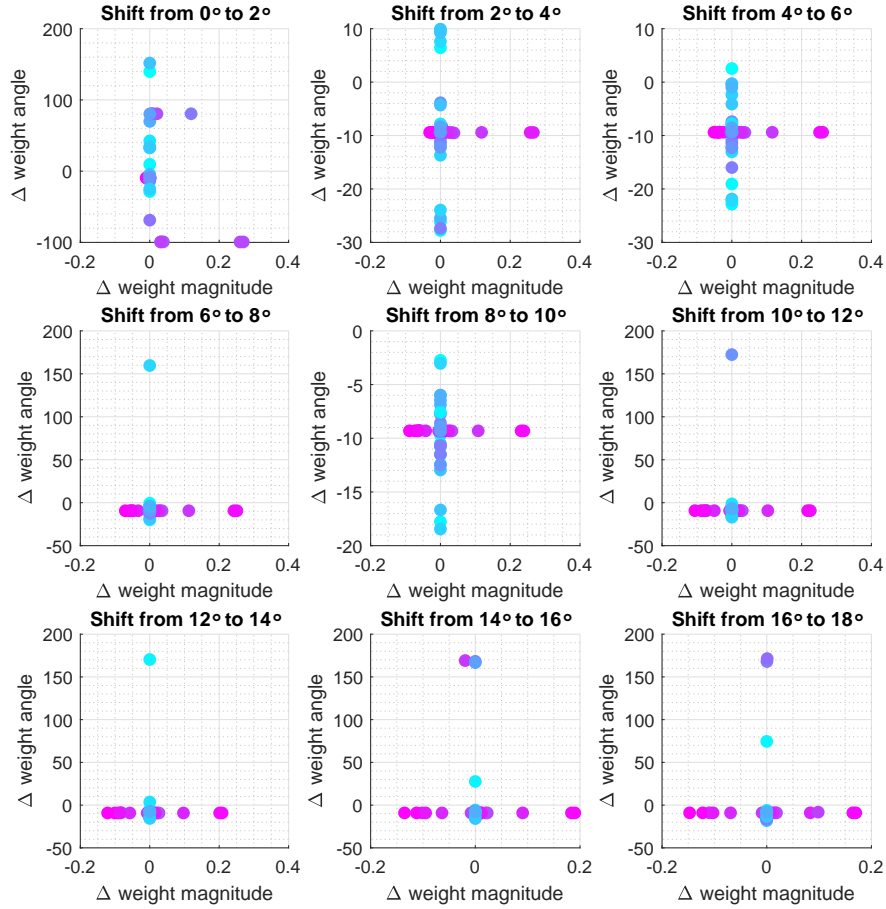 Shift from 0° to 2°
200
100
0
-100
Δ weight angle
-0.2 0 0.2 0.4
Δ weight magnitude
Shift from 2° to 4°
10
0
-10
-20
-30
Δ weight angle
-0.2 0 0.2 0.4
Δ weight magnitude
Shift from 4° to 6°
10
0
-10
-20
-30
Δ weight angle
-0.2 0 0.2 0.4
Δ weight magnitude
Shift from 6° to 8°
200
150
100
50
0
-50
Δ weight angle
-0.2 0 0.2 0.4
Δ weight magnitude
Shift from 8° to 10°
0
-5
-10
-15
-20
Δ weight angle
-0.2 0 0.2 0.4
Δ weight magnitude
Shift from 10° to 12°
200
150
100
50
0
-50
Δ weight angle
-0.2 0 0.2 0.4
Δ weight magnitude
Shift from 12° to 14°
200
150
100
50
0
-50
Δ weight angle
-0.2 0 0.2 0.4
Δ weight magnitude
Shift from 14° to 16°
200
150
100
50
0
-50
Δ weight angle
-0.2 0 0.2
Δ weight magnitude
Shift from 16° to 18°
200
150
100
50
0
-50
Δ weight angle
-0.2 0 0.2
Δ weight magnitude